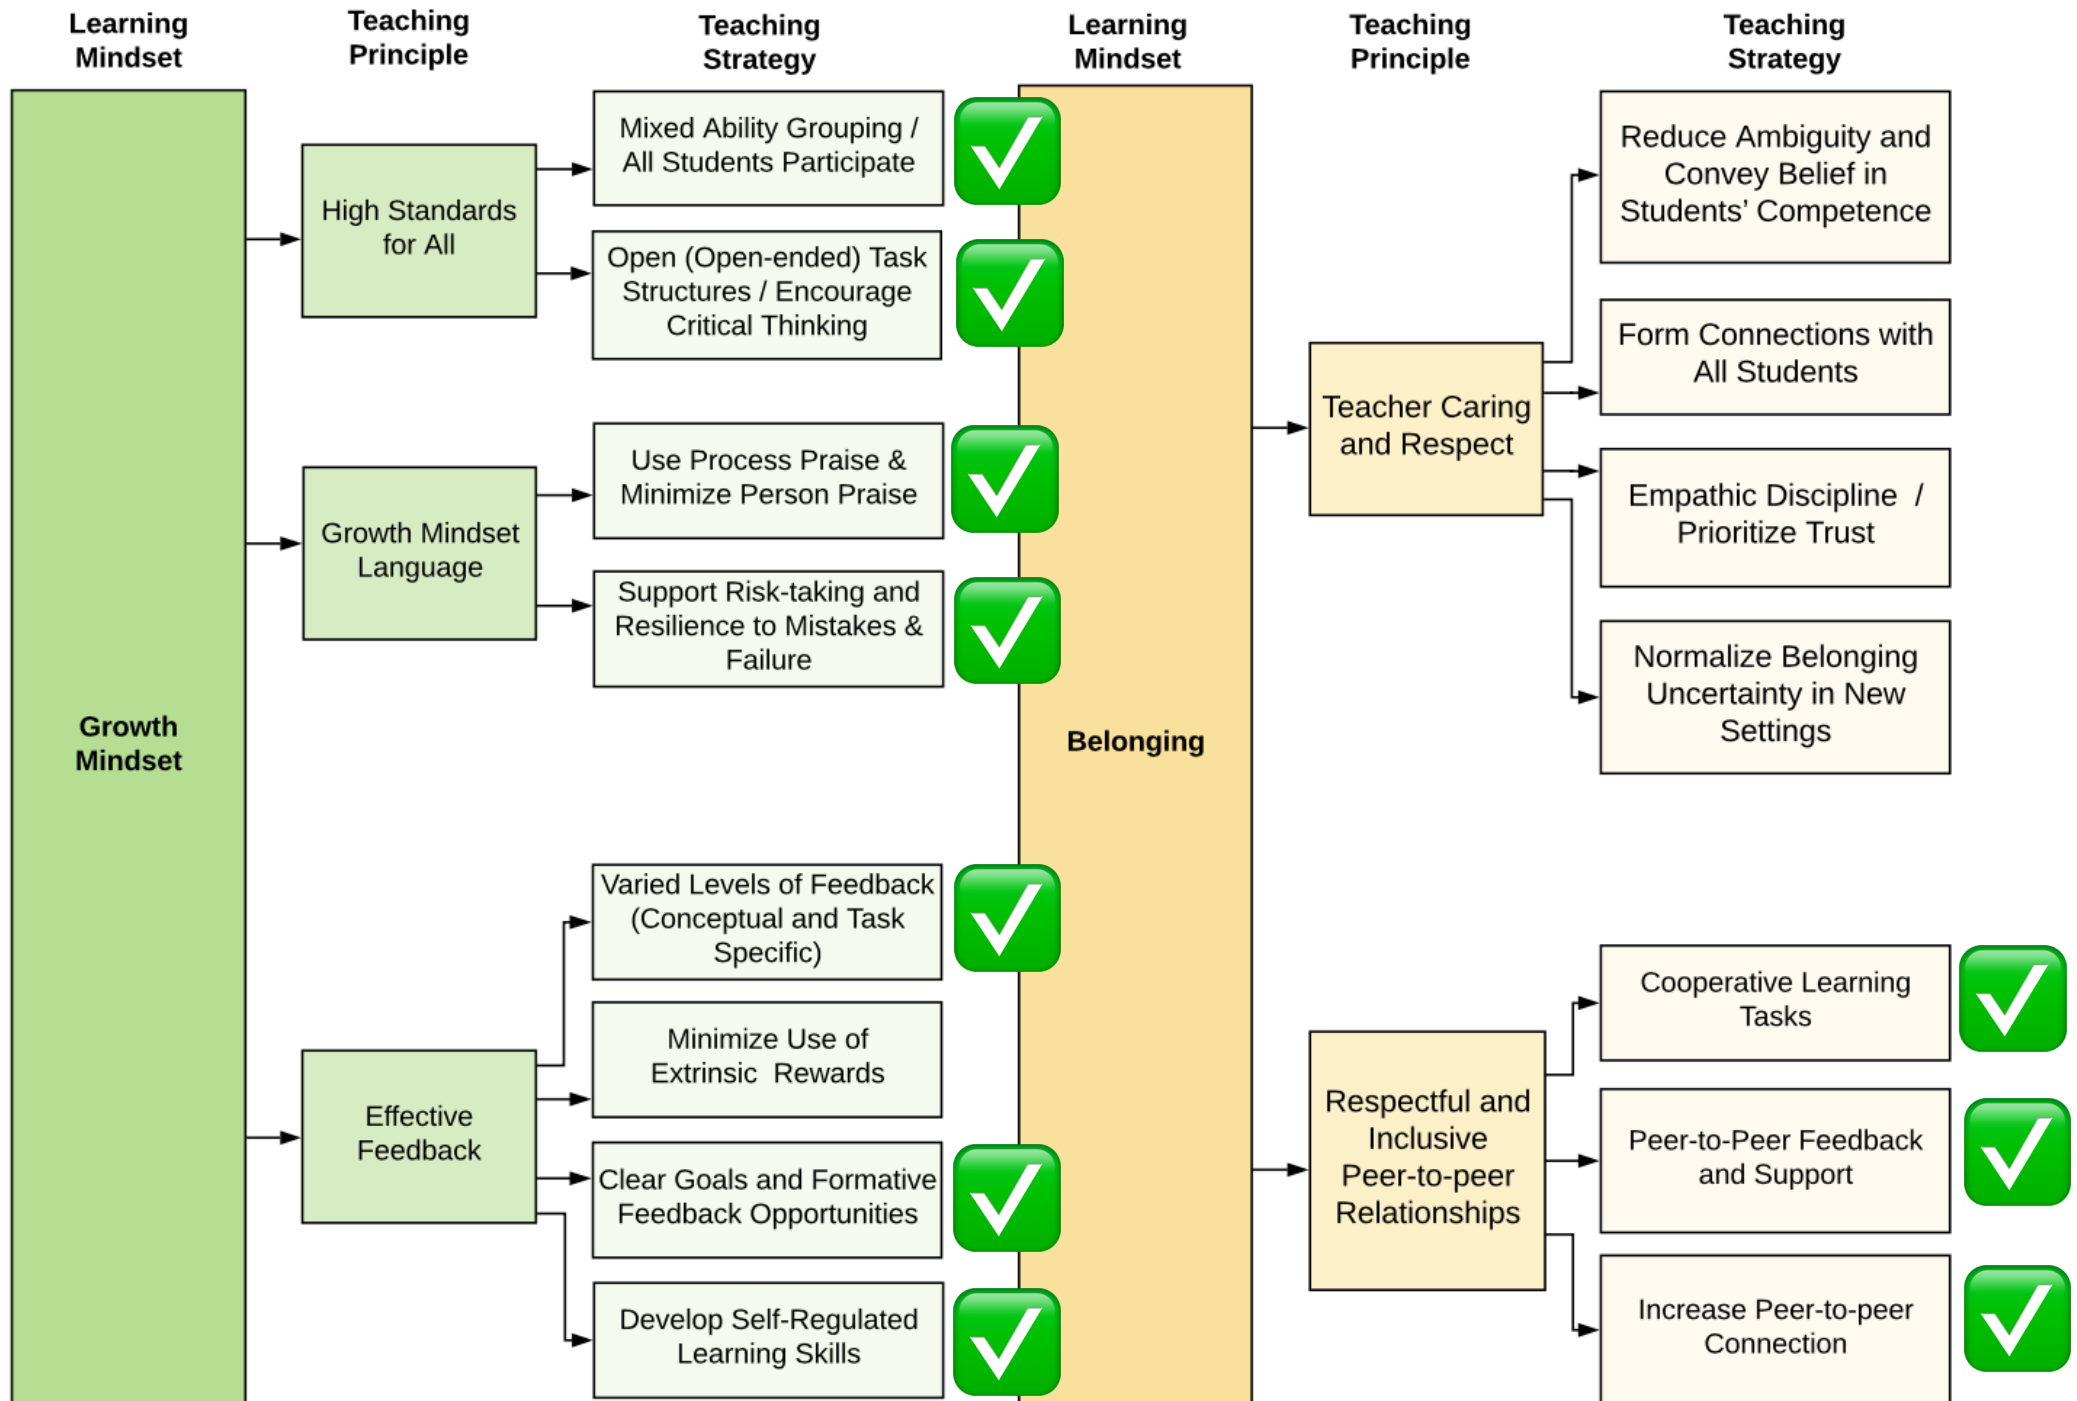 Learning
Mindset
Teaching
Principle
Teaching
Strategy
Learning
Mindset
Teaching
Principle
Teaching
Strategy
Growth
Mindset
High Standards
for All
Mixed Ability Grouping /
All Students Participate
Open (Open-ended) Task
Structures / Encourage
Critical Thinking
Growth Mindset
Language
Use Process Praise &
Minimize Person Praise
Support Risk-taking and
Resilience to Mistakes &
Failure
Effective
Feedback
Varied Levels of Feedback
(Conceptual and Task
Specific)
Minimize Use of
Extrinsic  Rewards
Clear Goals and Formative
Feedback Opportunities
Develop Self-Regulated
Learning Skills
Belonging
Teacher Caring
and Respect
Reduce Ambiguity and
Convey Belief in
Students’ Competence
Form Connections with
All Students
Empathic Discipline  /
Prioritize Trust
Normalize Belonging
Uncertainty in New
Settings
Respectful and
Inclusive
Peer-to-peer
Relationships
Cooperative Learning
Tasks
Peer-to-Peer Feedback
and Support
Increase Peer-to-peer
Connection